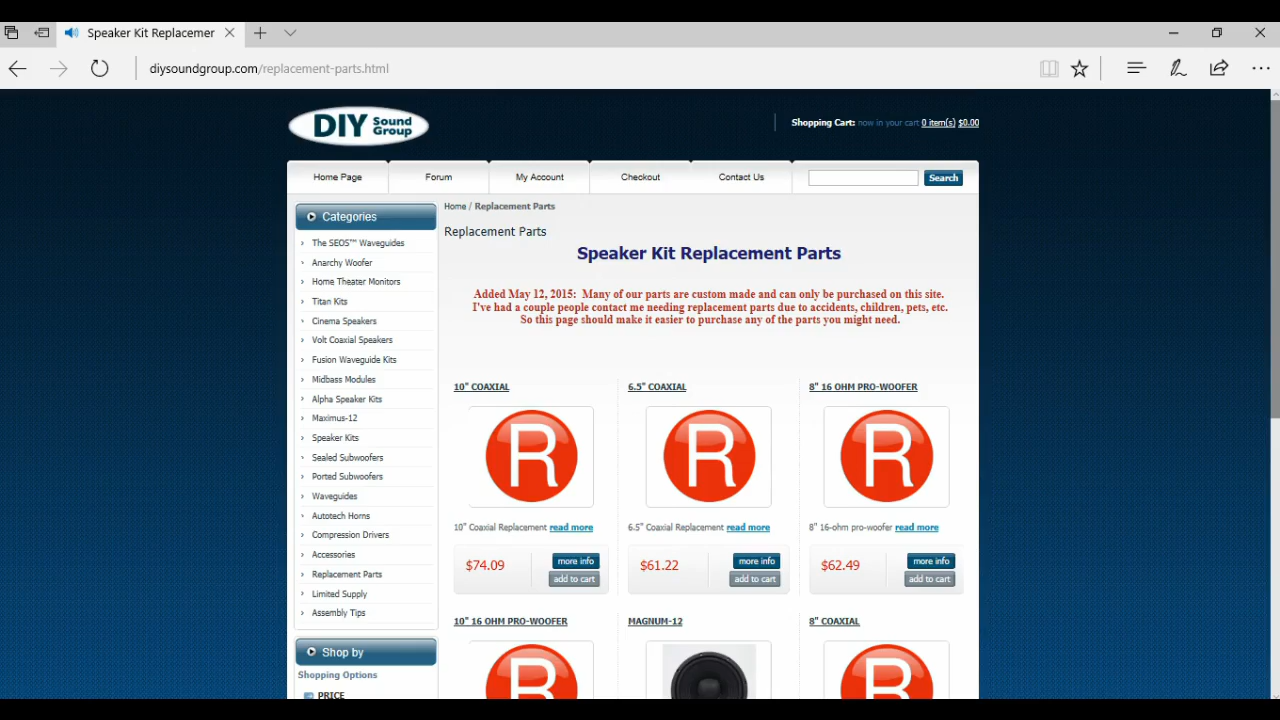 Speaker Kit Replacemer
diysoundgroup.com/replacement-parts.html
DIY Sound Group
Shopping Cart: now in your cart 0 item(s) $0.00
Home Page
Forum
My Account
Checkout
Contact Us
Search
Categories
The SEOS™ Waveguides
Anarchy Woofer
Home Theater Monitors
Titan Kits
Cinema Speakers
Volt Coaxial Speakers
Fusion Waveguide Kits
Midbass Modules
Alpha Speaker Kits
Maximus-12
Speaker Kits
Sealed Subwoofers
Ported Subwoofers
Waveguides
Autotech Horns
Compression Drivers
Accessories
Replacement Parts
Limited Supply
Assembly Tips
Shop by
Shopping Options
PRICE
Home / Replacement Parts
Replacement Parts
Speaker Kit Replacement Parts
Added May 12, 2015: Many of our parts are custom made and can only be purchased on this site.
I've had a couple people contact me needing replacement parts due to accidents, children, pets, etc.
So this page should make it easier to purchase any of the parts you might need.
10" COAXIAL
R
10" Coaxial Replacement read more
$74.09
more info
add to cart
6.5" COAXIAL
R
6.5" Coaxial Replacement read more
$61.22
more info
add to cart
8" 16 OHM PRO-WOOFER
R
8" 16-ohm pro-woofer read more
$62.49
more info
add to cart
10" 16 OHM PRO-WOOFER
R
MAGNUM-12
8" COAXIAL
R